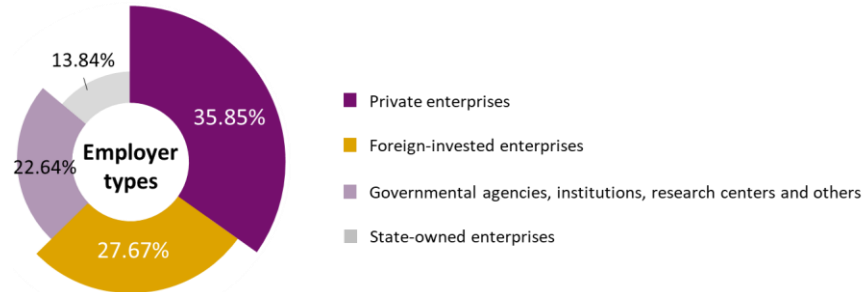 13.84%
35.85%
Employer
types
22.64%
27.67%
Private enterprises
Foreign-invested enterprises
Governmental agencies, institutions, research centers and others
State-owned enterprises